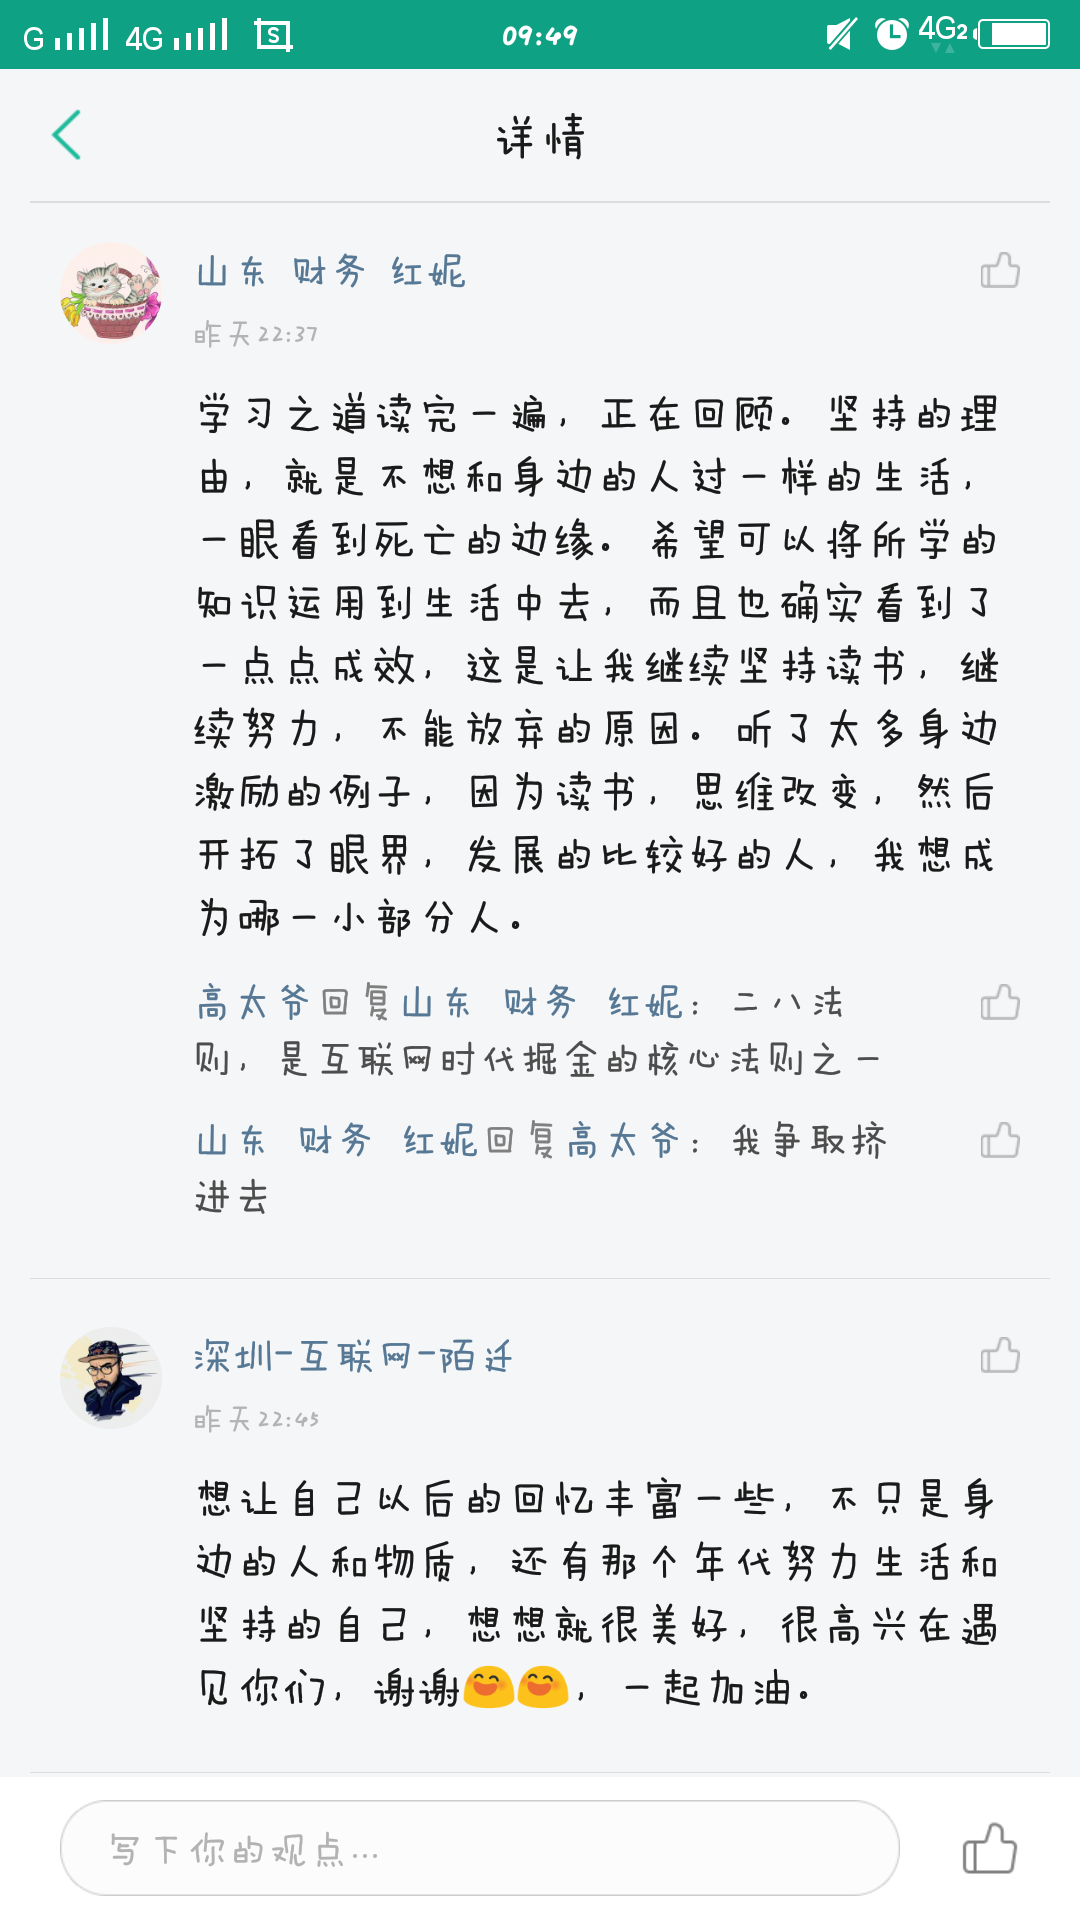 G 4G S 09:49 4G2
详情
山东 财务 红妮
昨天22:37
学习之道读完一遍，正在回顾。坚持的理
由，就是不想和身边的人过一样的生活，
一眼看到死亡的边缘。希望可以将所学的
知识运用到生活中去，而且也确实看到了
一点点成效，这是让我继续坚持读书，继
续努力，不能放弃的原因。听了太多身边
激励的例子，因为读书，思维改变，然后
开拓了眼界，发展的比较好的人，我想成
为哪一小部分人。
高太爷回复山东 财务 红妮：二八法
则，是互联网时代掘金的核心法则之一
山东 财务 红妮回复高太爷：我争取挤
进去
深圳-互联网-陌迁
昨天22:45
想让自己以后的回忆丰富一些，不只是身
边的人和物质，还有那个年代努力生活和
坚持的自己，想想就很美好，很高兴在遇
见你们，谢谢😄😄，一起加油。
写下你的观点...